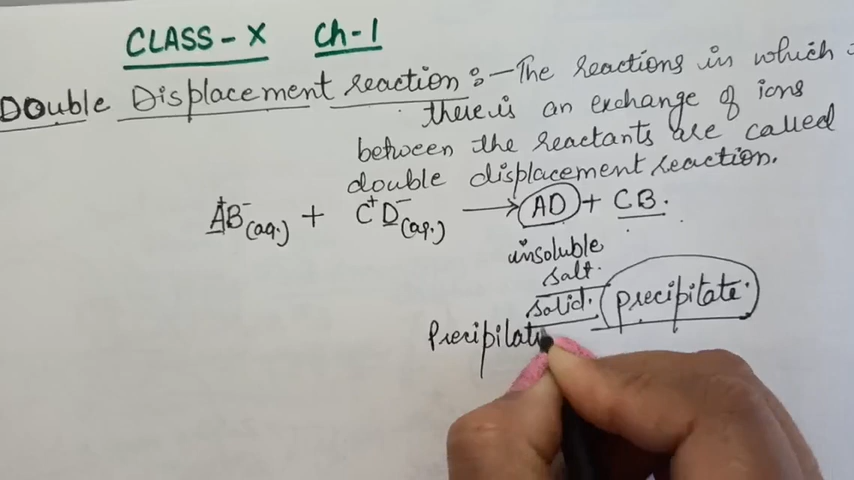 CLASS - X Ch-1
Double Displacement reaction :- The reactions in which
there is an exchange of ions
between the reactants are called
double displacement reaction.
A⁺B⁻(aq.) + C⁺D⁻(aq.) → AD + CB.
insoluble
salt.
solid. precipitate.
Precipitat